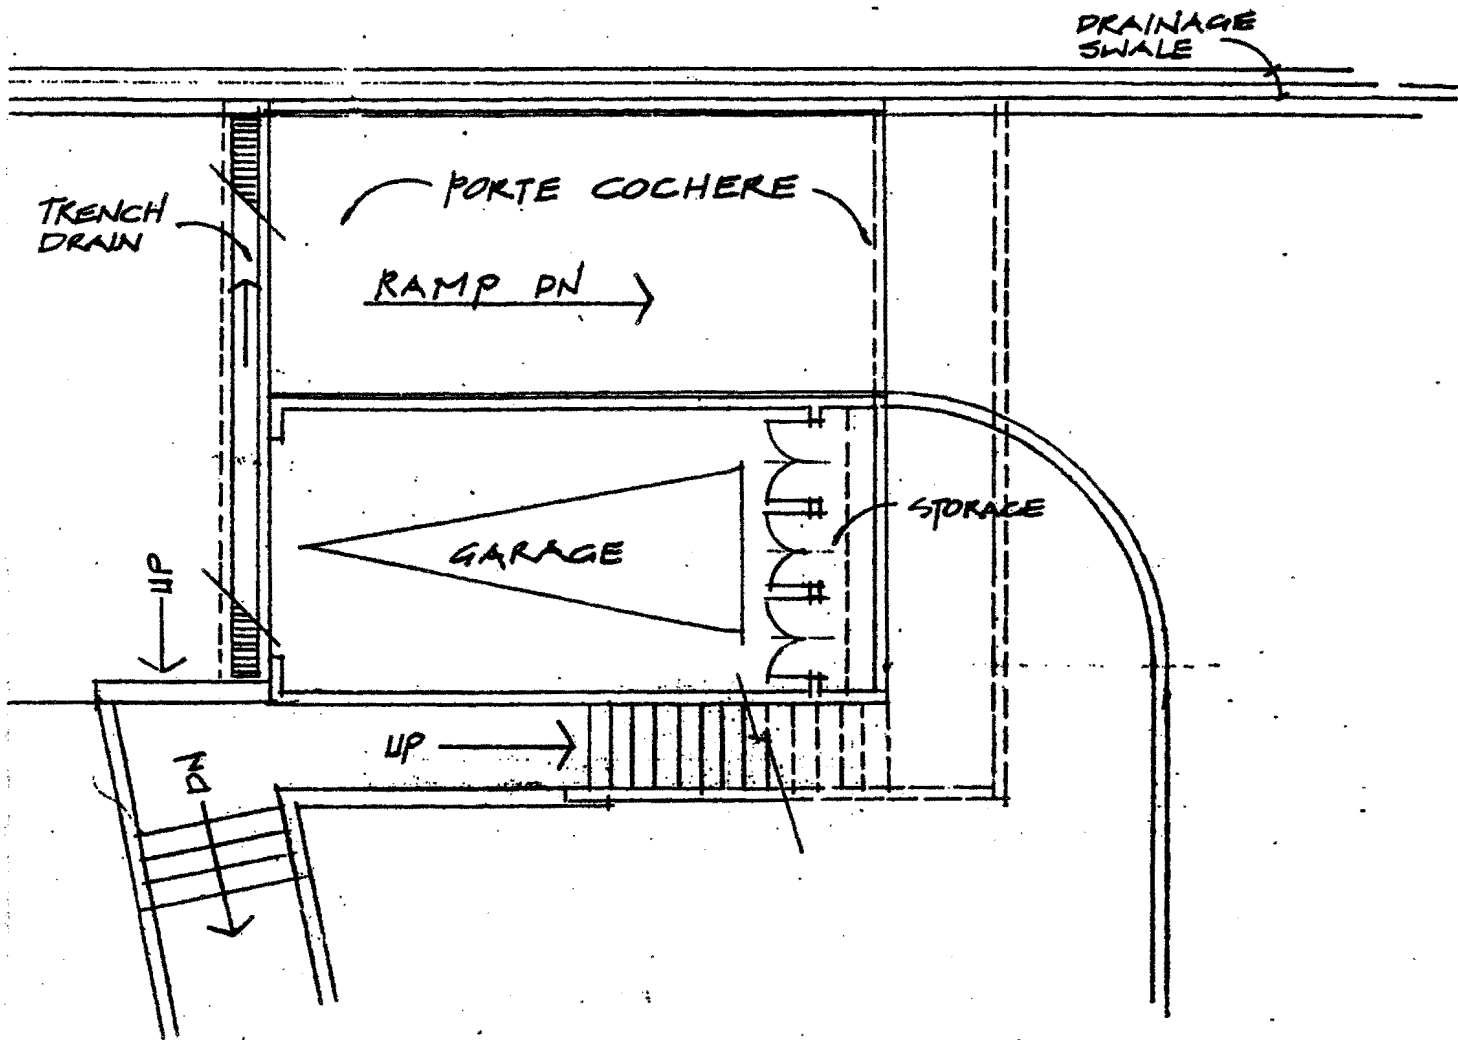 DRAINAGE
SWALE
PORTE COCHERE
TRENCH
DRAIN
RAMP DN
STORAGE
GARAGE
UP
UP
DN